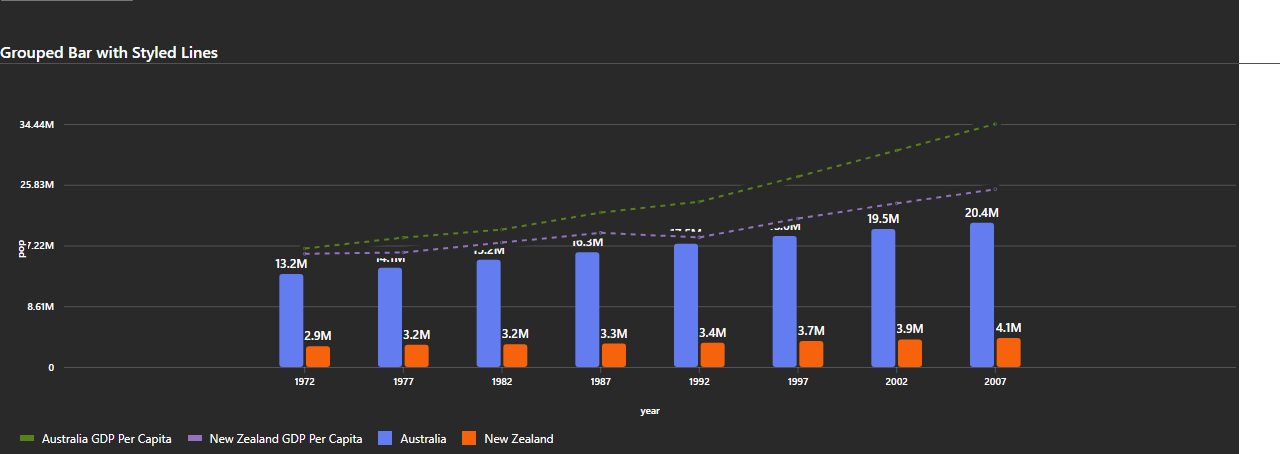 Grouped Bar with Styled Lines
34.44M
25.83M
pop
8.61M
0
19.5M 20.4M
16.3M
13.2M
2.9M 3.2M 3.2M 3.3M 3.4M 3.7M 3.9M 4.1M
1972 1977 1982 1987 1992 1997 2002 2007
year
Australia GDP Per Capita New Zealand GDP Per Capita Australia New Zealand